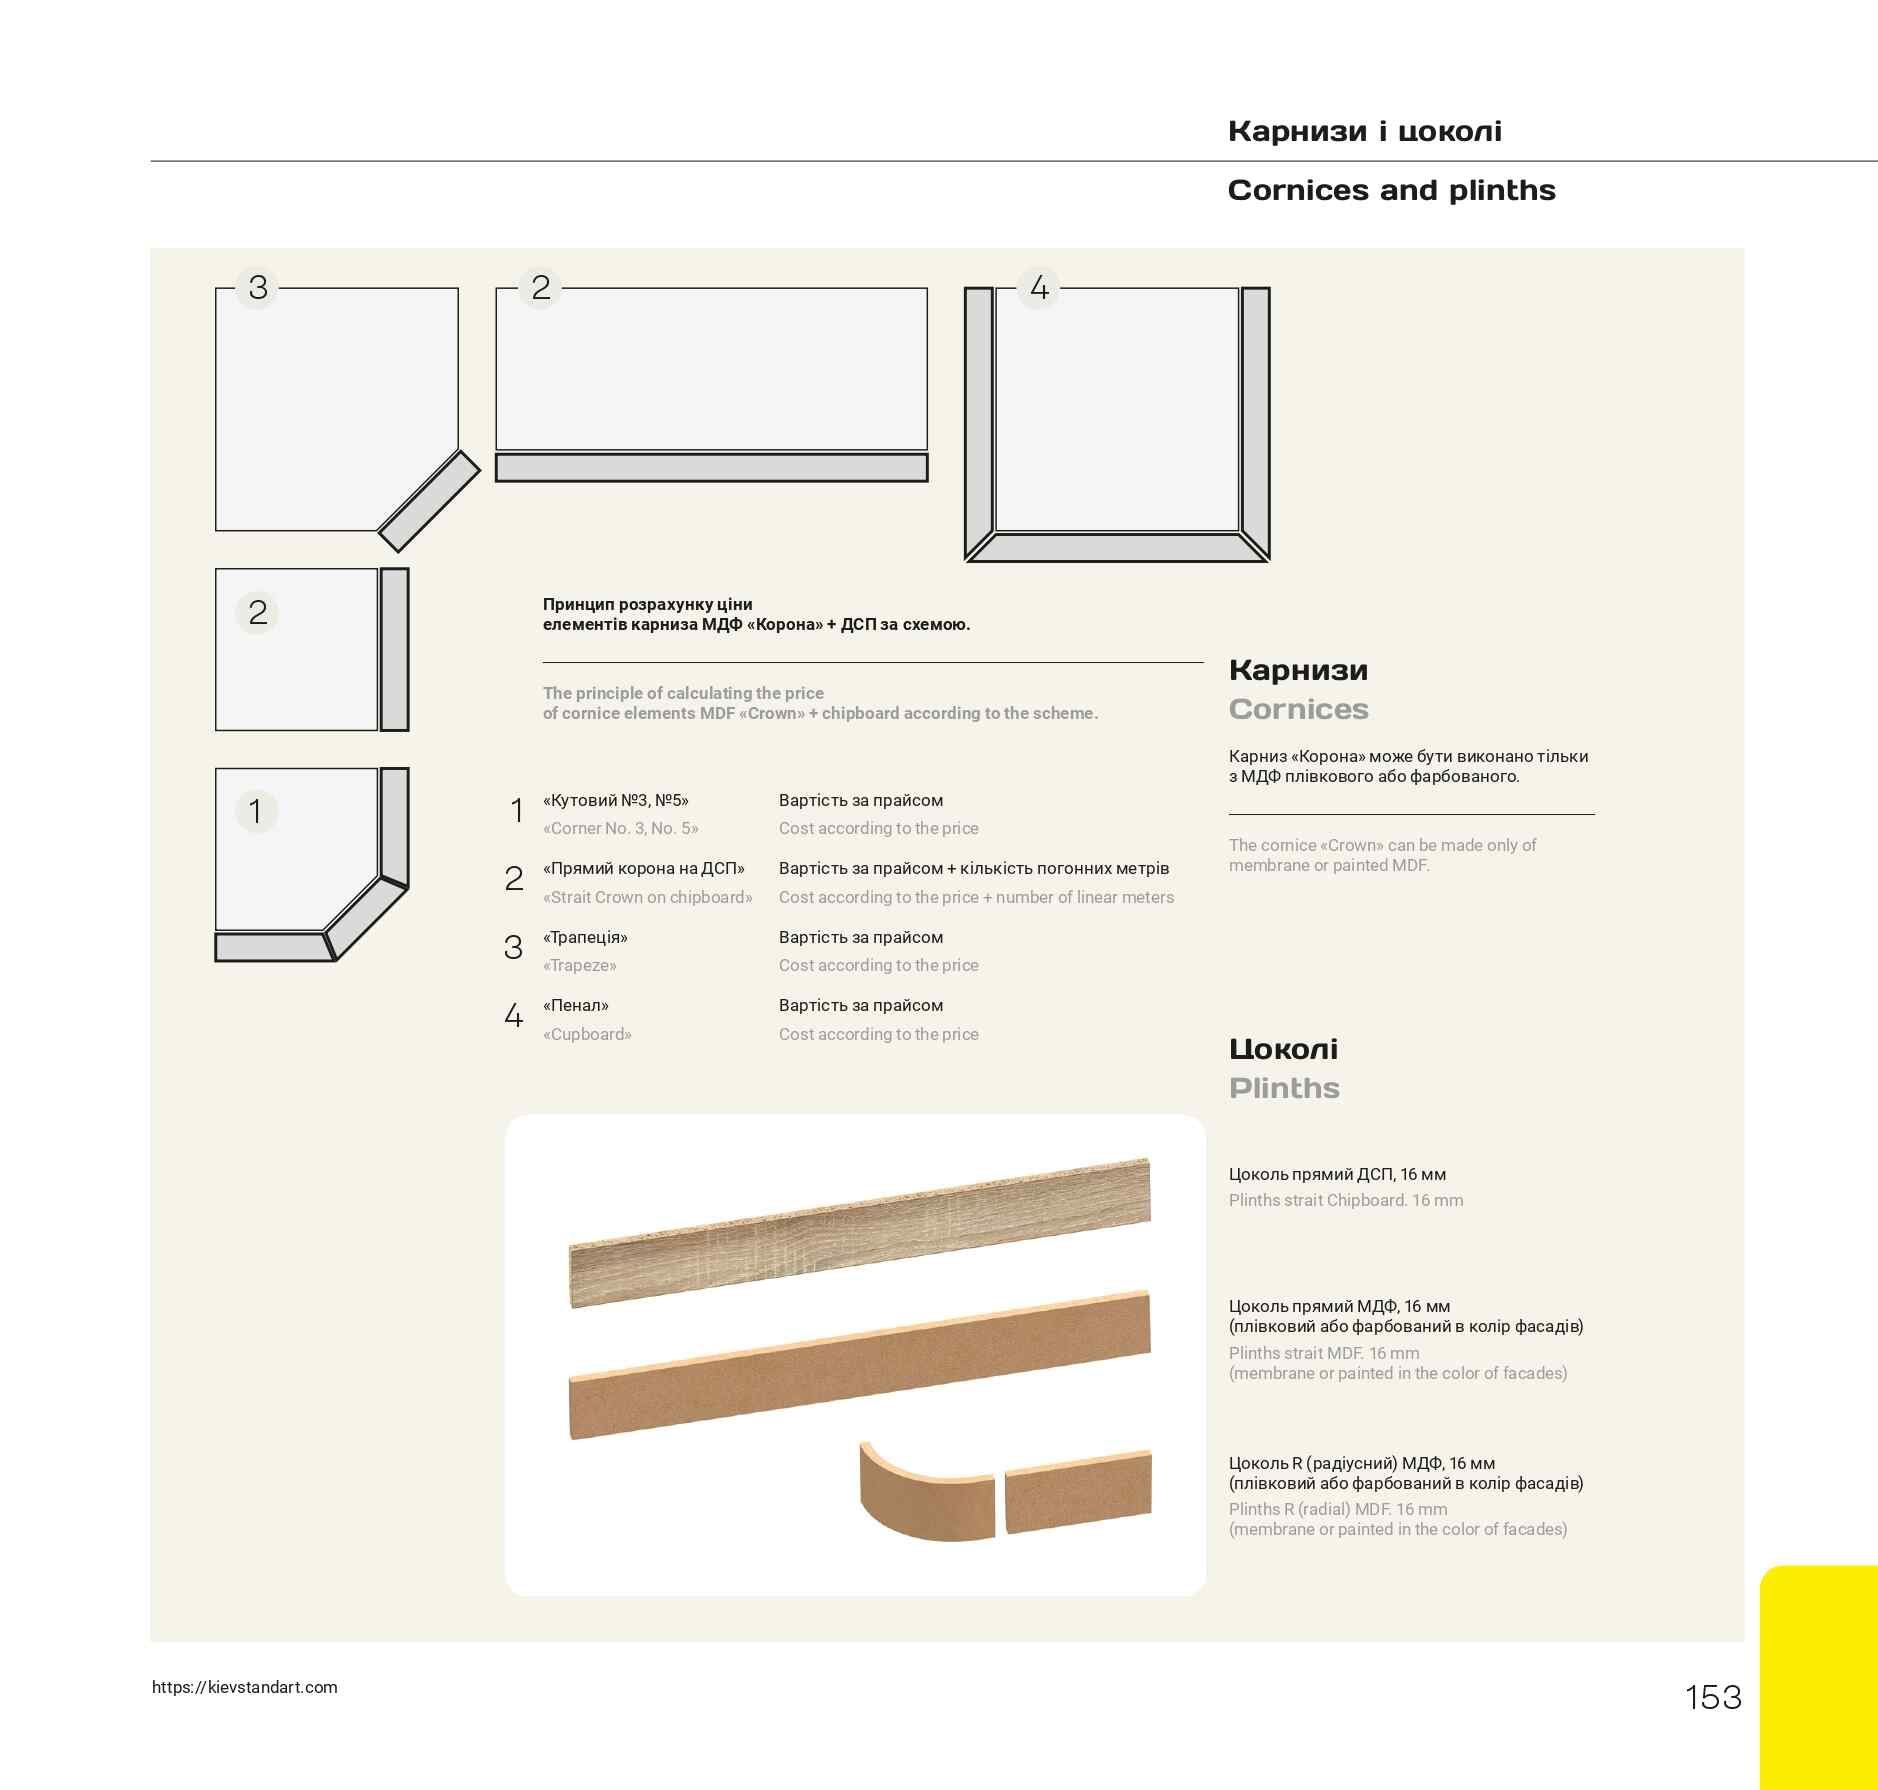 Карнизи і цоколі
Cornices and plinths
3
2
4
2
1
Принцип розрахунку ціни
елементів карниза МДФ «Корона» + ДСП за схемою.
The principle of calculating the price
of cornice elements MDF «Crown» + chipboard according to the scheme.
1
«Кутовий №3, №5»
Вартість за прайсом
«Corner No. 3, No. 5»
Cost according to the price
2
«Прямий корона на ДСП»
Вартість за прайсом + кількість погонних метрів
«Strait Crown on chipboard»
Cost according to the price + number of linear meters
3
«Трапеція»
Вартість за прайсом
«Trapeze»
Cost according to the price
4
«Пенал»
Вартість за прайсом
«Cupboard»
Cost according to the price
Карнизи
Cornices
Карниз «Корона» може бути виконано тільки
з МДФ плівкового або фарбованого.
The cornice «Crown» can be made only of
membrane or painted MDF.
Цоколі
Plinths
Цоколь прямий ДСП, 16 мм
Plinths strait Chipboard. 16 mm
Цоколь прямий МДФ, 16 мм
(плівковий або фарбований в колір фасадів)
Plinths strait MDF. 16 mm
(membrane or painted in the color of facades)
Цоколь R (радіусний) МДФ, 16 мм
(плівковий або фарбований в колір фасадів)
Plinths R (radial) MDF. 16 mm
(membrane or painted in the color of facades)
https://kievstandart.com
153